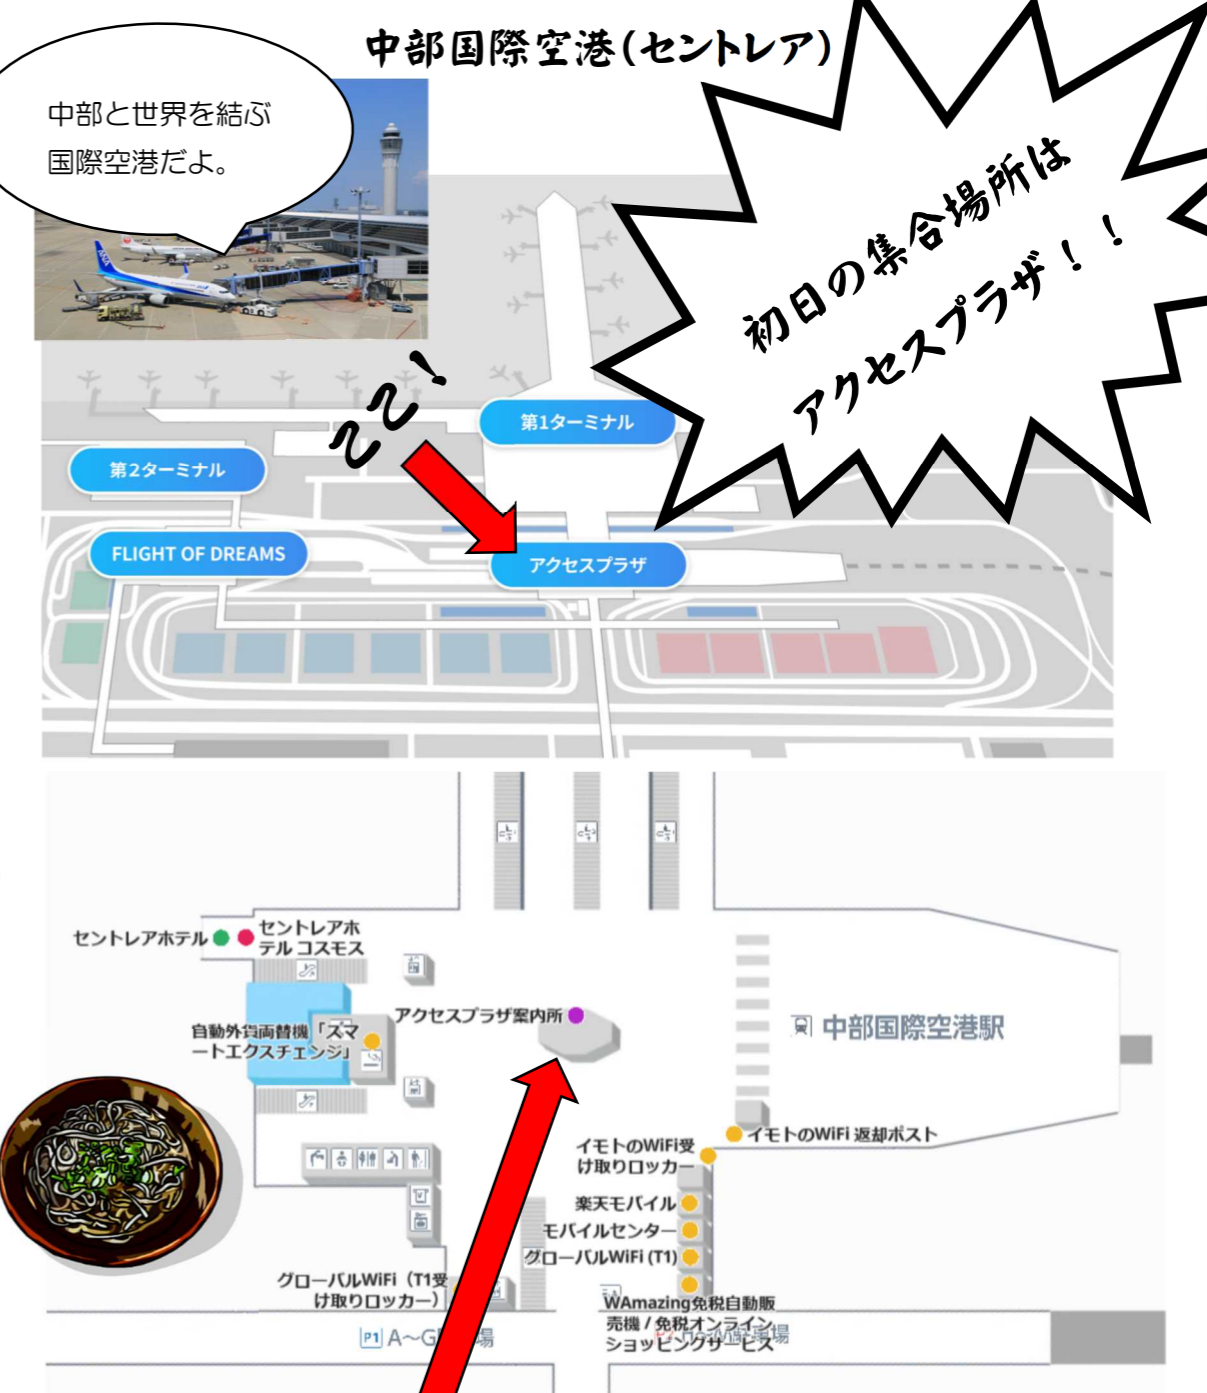 中部国際空港(セントレア)
中部と世界を結ぶ
国際空港だよ。
初日の集合場所は
アクセスプラザ！！
ここ！
第1ターミナル
第2ターミナル
FLIGHT OF DREAMS
アクセスプラザ
セントレアホテル
セントレアホ
テル コスモス
アクセスプラザ案内所
自動外貨両替機「スマ
ートエクスチェンジ」
中部国際空港駅
イモトのWiFi 返却ポスト
イモトのWiFi受
け取りロッカー
楽天モバイル
モバイルセンター
グローバルWiFi (T1)
グローバルWiFi（T1受
け取りロッカー）
WAmazing免税自動販
売機 / 免税オンライン
ショッピングサービス
P1 A〜G
場
駐車場